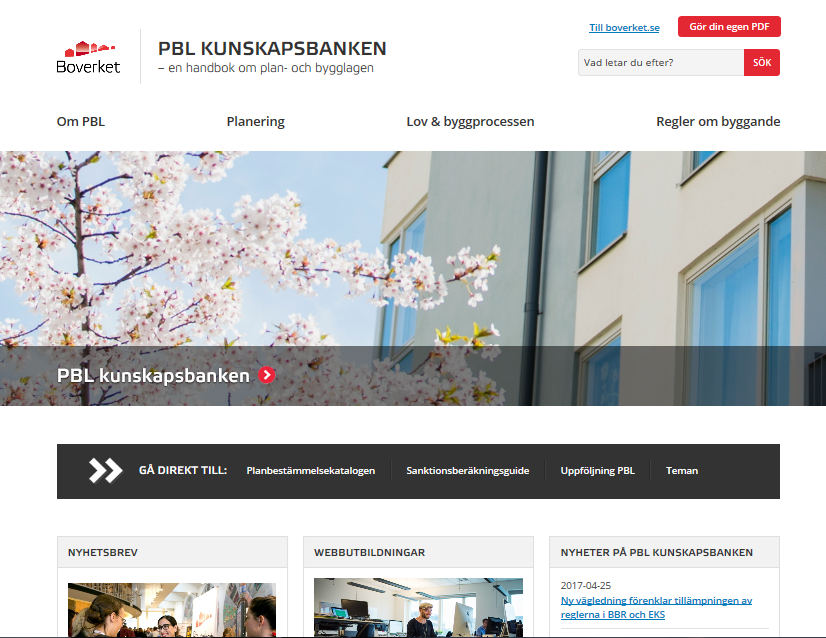 Till boverket.se
Gör din egen PDF
Boverket
PBL KUNSKAPSBANKEN
– en handbok om plan- och bygglagen
Vad letar du efter?
SÖK
Om PBL
Planering
Lov & byggprocessen
Regler om byggande
PBL kunskapsbanken
GÅ DIREKT TILL:
Planbestämmelsekatalogen
Sanktionsberäkningsguide
Uppföljning PBL
Teman
NYHETSBREV
WEBBUTBILDNINGAR
NYHETER PÅ PBL KUNSKAPSBANKEN
2017-04-25
Ny vägledning förenklar tillämpningen av
reglerna i BBR och EKS